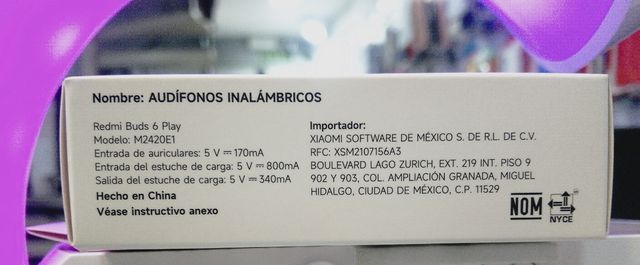 Nombre: AUDÍFONOS INALÁMBRICOS
Redmi Buds 6 Play
Modelo: M2420E1
Entrada de auriculares: 5 V ⎓ 170mA
Entrada del estuche de carga: 5 V ⎓ 800mA
Salida del estuche de carga: 5 V ⎓ 340mA
Hecho en China
Véase instructivo anexo
Importador:
XIAOMI SOFTWARE DE MÉXICO S. DE R.L. DE C.V.
RFC: XSM2107156A3
BOULEVARD LAGO ZURICH, EXT. 219 INT. PISO 9
902 Y 903, COL. AMPLIACIÓN GRANADA, MIGUEL
HIDALGO, CIUDAD DE MÉXICO, C.P. 11529
NOM
NYCE